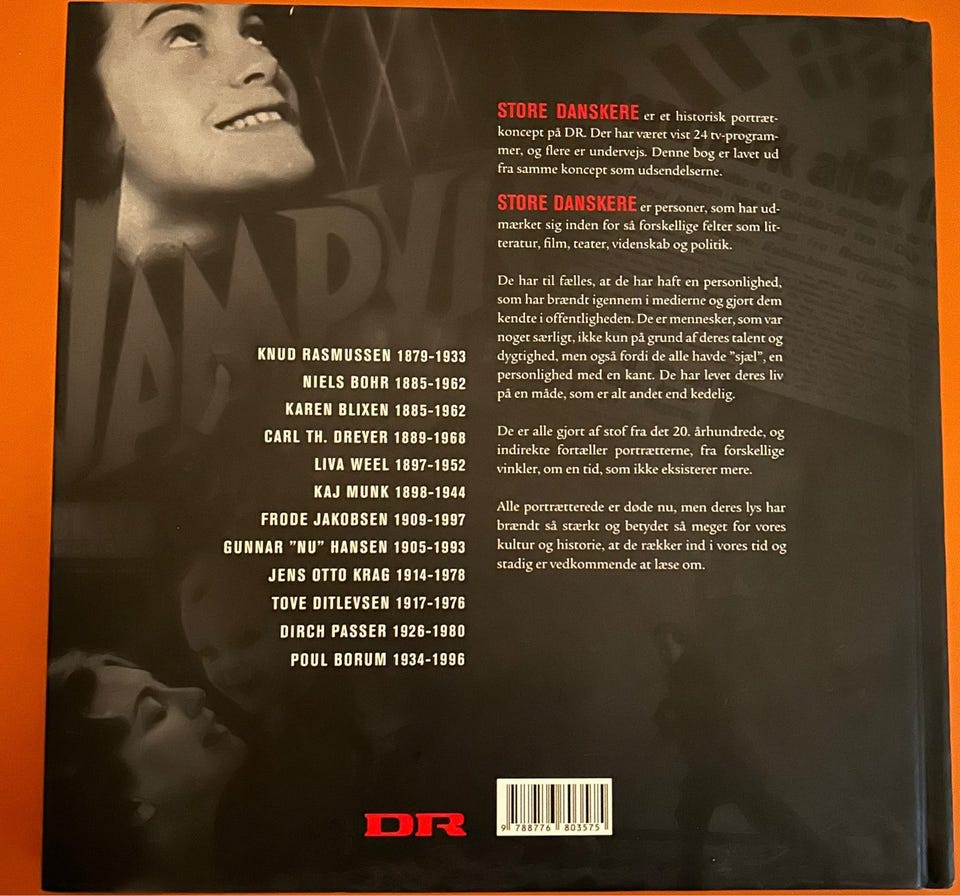 VAMPY
KNUD RASMUSSEN 1879-1933
NIELS BOHR 1885-1962
KAREN BLIXEN 1885-1962
CARL TH. DREYER 1889-1968
LIVA WEEL 1897-1952
KAJ MUNK 1898-1944
FRODE JAKOBSEN 1909-1997
GUNNAR ”NU” HANSEN 1905-1993
JENS OTTO KRAG 1914-1978
TOVE DITLEVSEN 1917-1976
DIRCH PASSER 1926-1980
POUL BORUM 1934-1996
STORE DANSKERE er et historisk portræt-
koncept på DR. Der har været vist 24 tv-program-
mer, og flere er undervejs. Denne bog er lavet ud
fra samme koncept som udsendelserne.
STORE DANSKERE er personer, som har ud-
mærket sig inden for så forskellige felter som lit-
teratur, film, teater, videnskab og politik.
De har til fælles, at de har haft en personlighed,
som har brændt igennem i medierne og gjort dem
kendte i offentligheden. De er mennesker, som var
noget særligt, ikke kun på grund af deres talent og
dygtighed, men også fordi de alle havde ”sjæl”, en
personlighed med en kant. De har levet deres liv
på en måde, som er alt andet end kedelig.
De er alle gjort af stof fra det 20. århundrede, og
indirekte fortæller portrætterne, fra forskellige
vinkler, om en tid, som ikke eksisterer mere.
Alle portrætterede er døde nu, men deres lys har
brændt så stærkt og betydet så meget for vores
kultur og historie, at de rækker ind i vores tid og
stadig er vedkommende at læse om.
DR
9 788776 803575